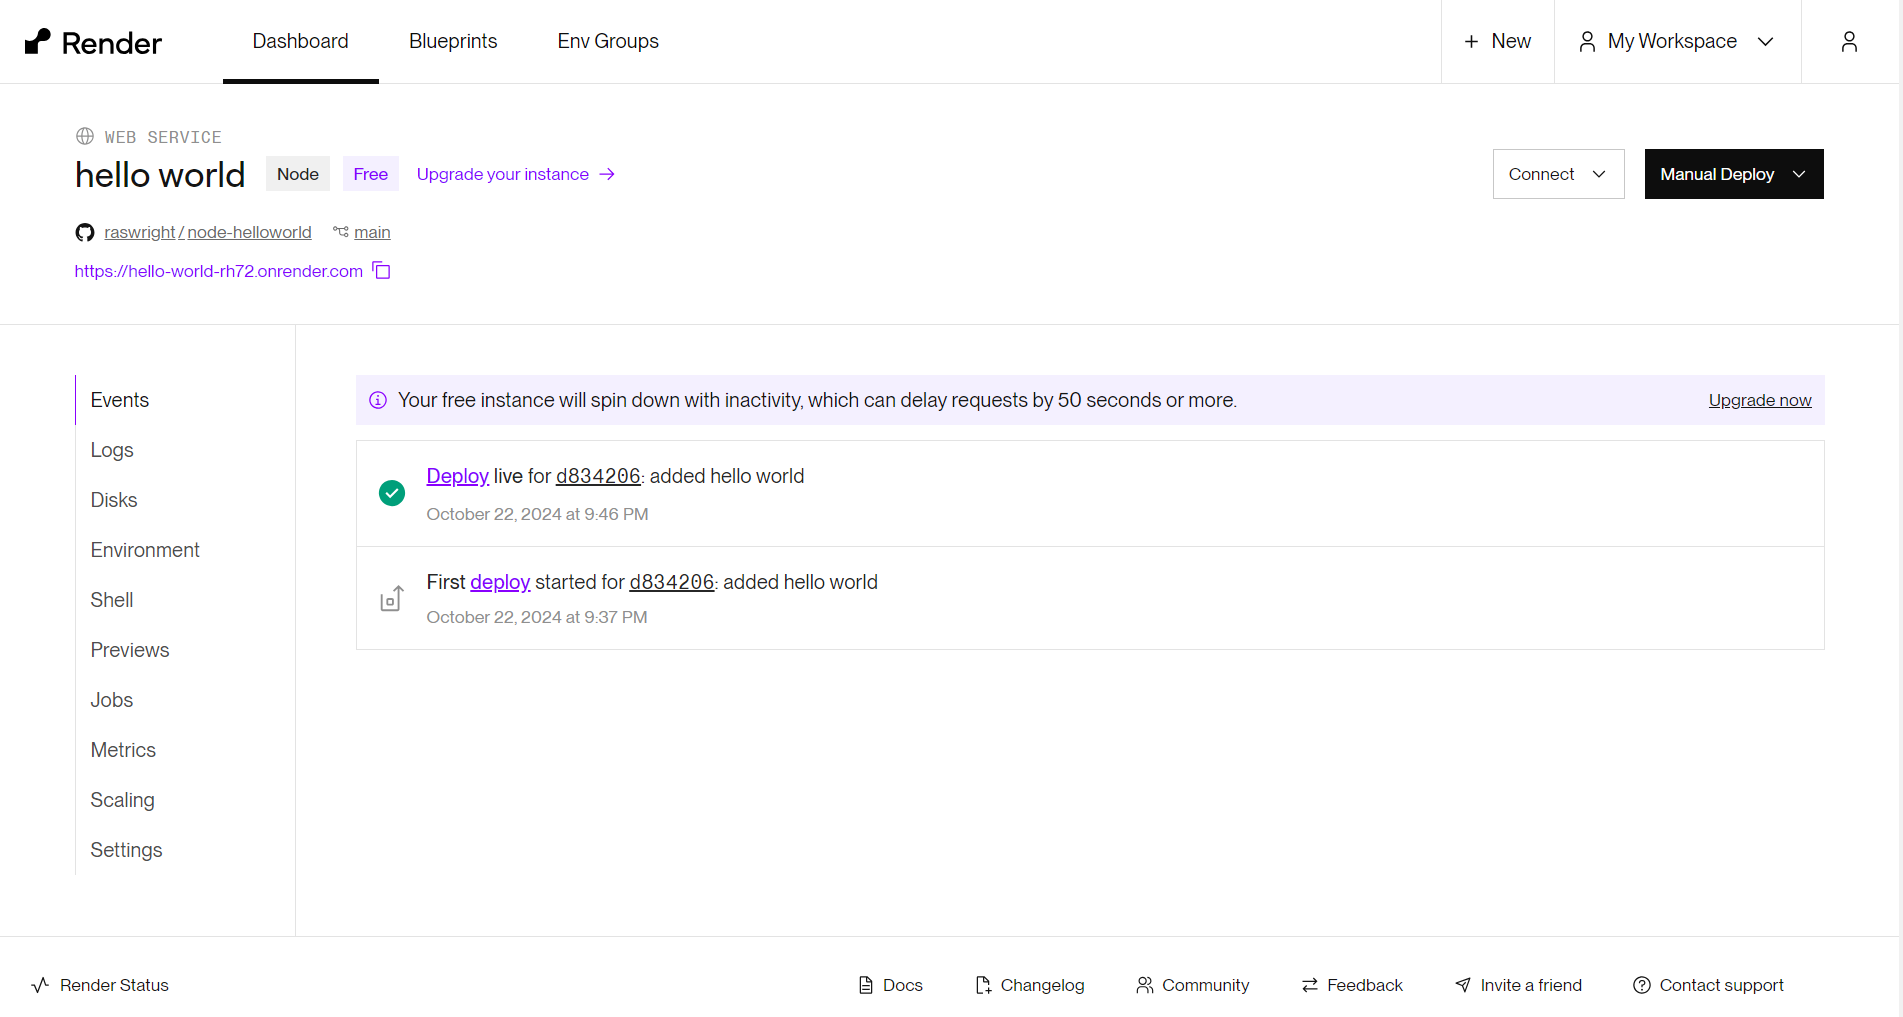 Render Dashboard Blueprints Env Groups + New My Workspace
WEB SERVICE
hello world Node Free Upgrade your instance → Connect Manual Deploy
raswright / node-helloworld main
https://hello-world-rh72.onrender.com
Events
Logs
Disks
Environment
Shell
Previews
Jobs
Metrics
Scaling
Settings
Your free instance will spin down with inactivity, which can delay requests by 50 seconds or more. Upgrade now
Deploy live for d834206: added hello world
October 22, 2024 at 9:46 PM
First deploy started for d834206: added hello world
October 22, 2024 at 9:37 PM
Render Status Docs Changelog Community Feedback Invite a friend Contact support